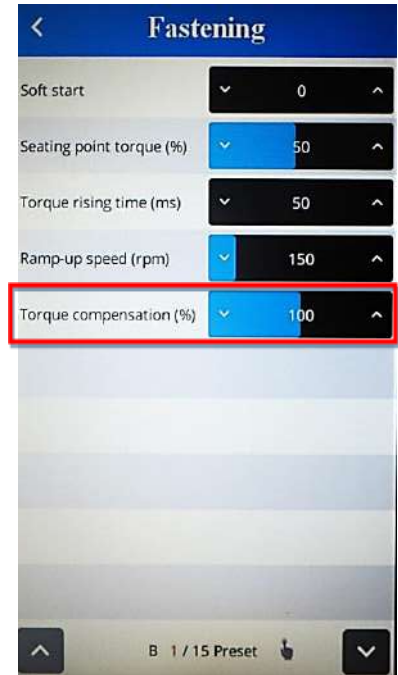 Fastening
Soft start 0
Seating point torque (%) 50
Torque rising time (ms) 50
Ramp-up speed (rpm) 150
Torque compensation (%) 100
B 1 / 15 Preset